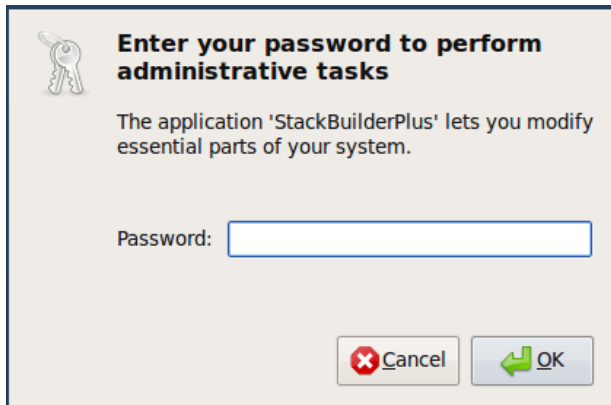 Enter your password to perform
administrative tasks
The application 'StackBuilderPlus' lets you modify
essential parts of your system.
Password:
Cancel
OK